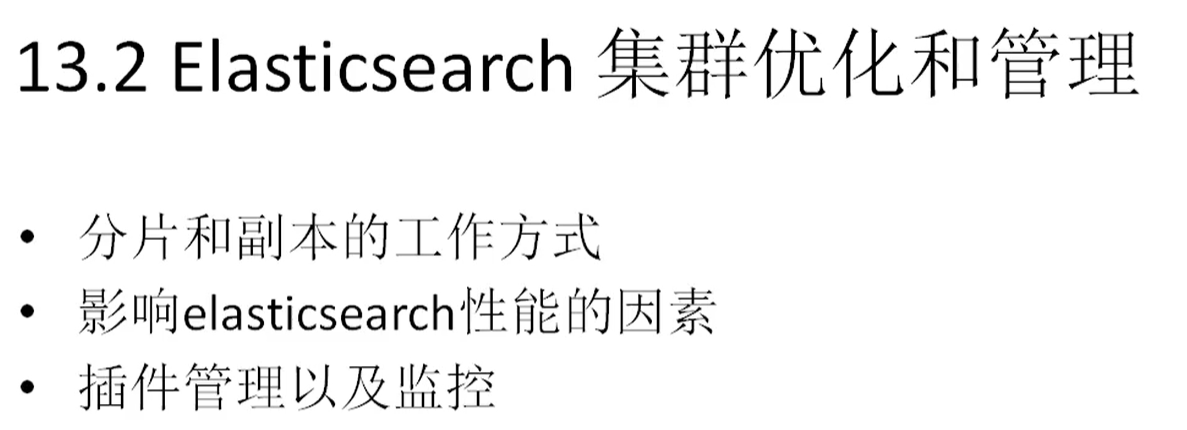 13.2 Elasticsearch 集群优化和管理
• 分片和副本的工作方式
• 影响elasticsearch性能的因素
• 插件管理以及监控